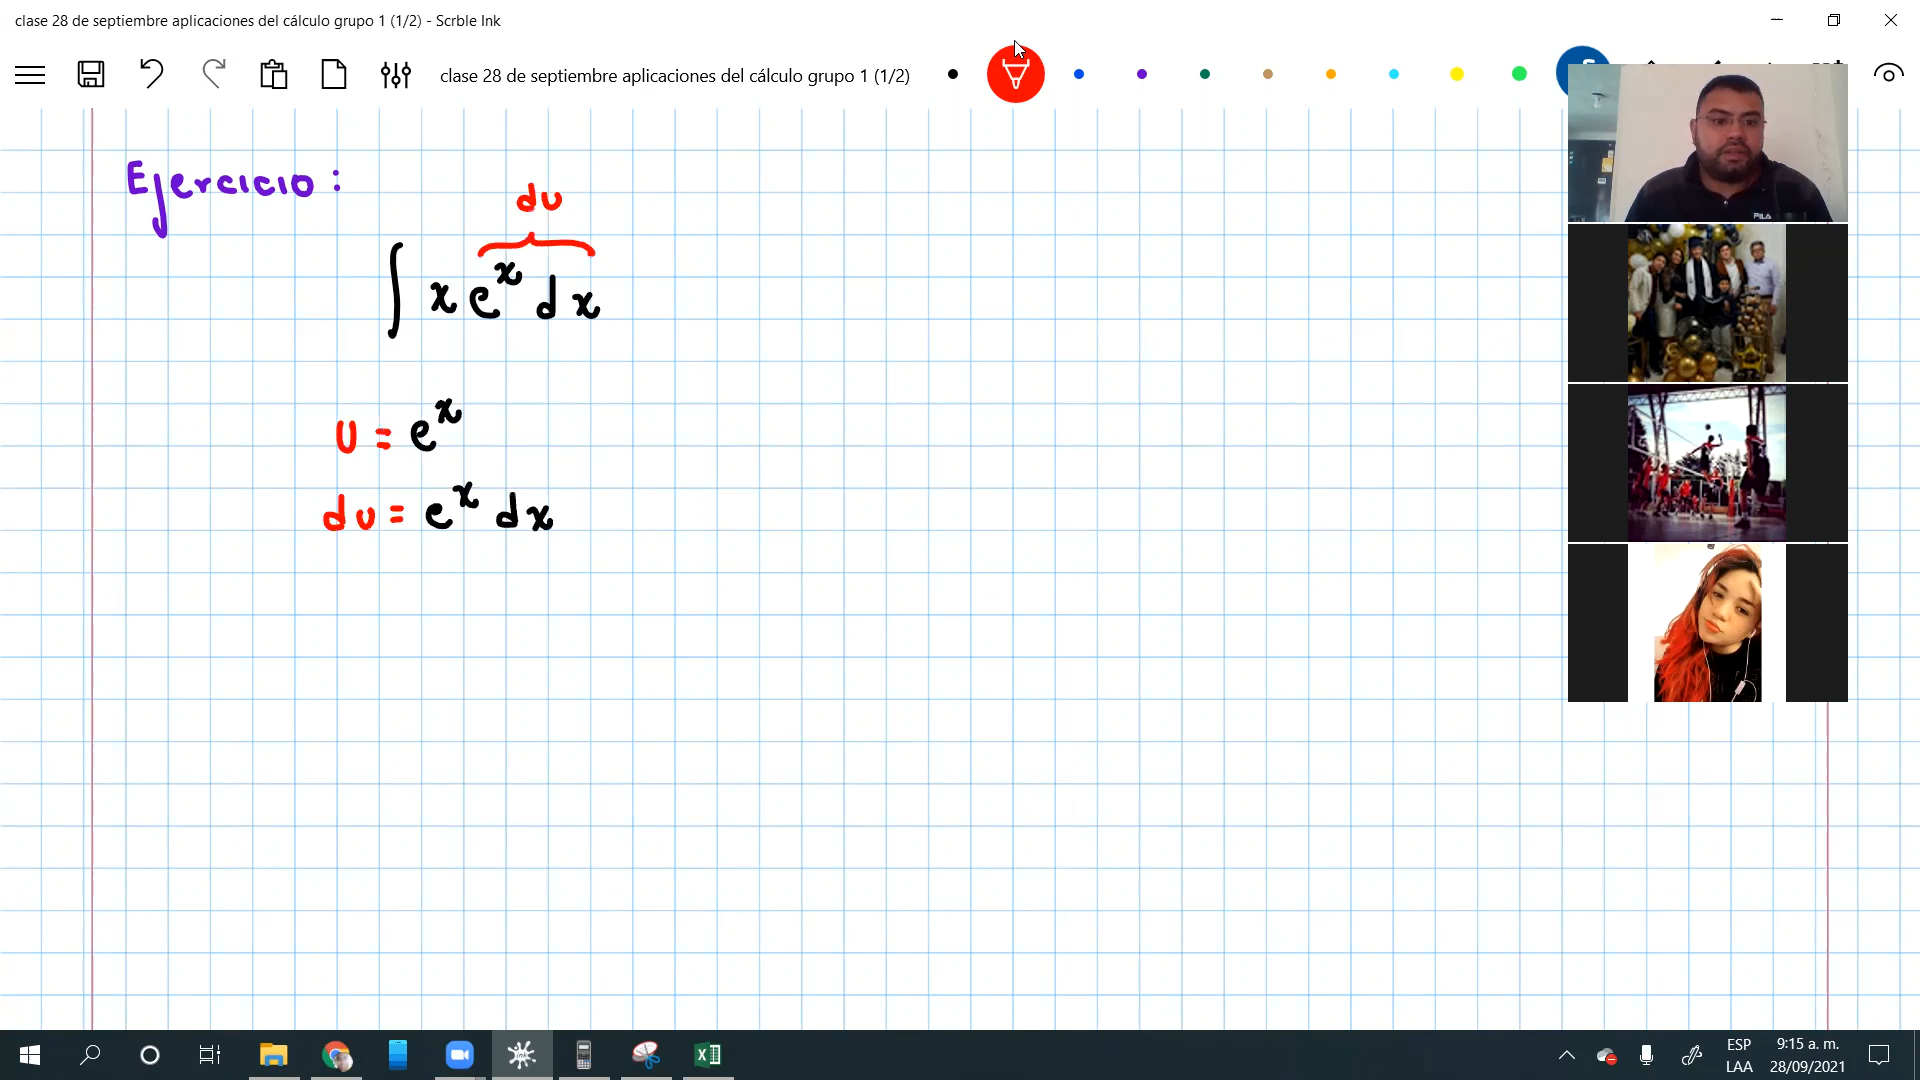 clase 28 de septiembre aplicaciones del cálculo grupo 1 (1/2) - Scrble Ink
clase 28 de septiembre aplicaciones del cálculo grupo 1 (1/2)
Ejercicio :
du
∫ x e^x dx
u = e^x
du = e^x dx
FILA
ESP
LAA
9:15 a. m.
28/09/2021